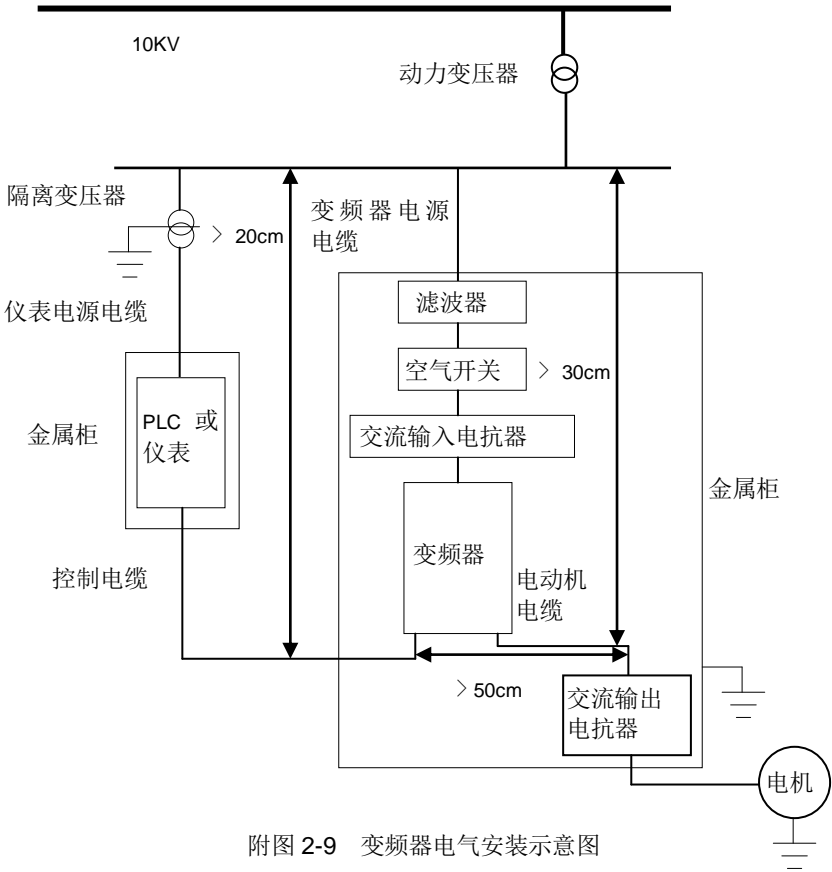 10KV
动力变压器
隔离变压器
变频器电源
电缆
> 20cm
仪表电源电缆
滤波器
空气开关
> 30cm
PLC 或
仪表
金属柜
交流输入电抗器
金属柜
变频器
控制电缆
电动机
电缆
> 50cm
交流输出
电抗器
电机
附图 2-9 变频器电气安装示意图